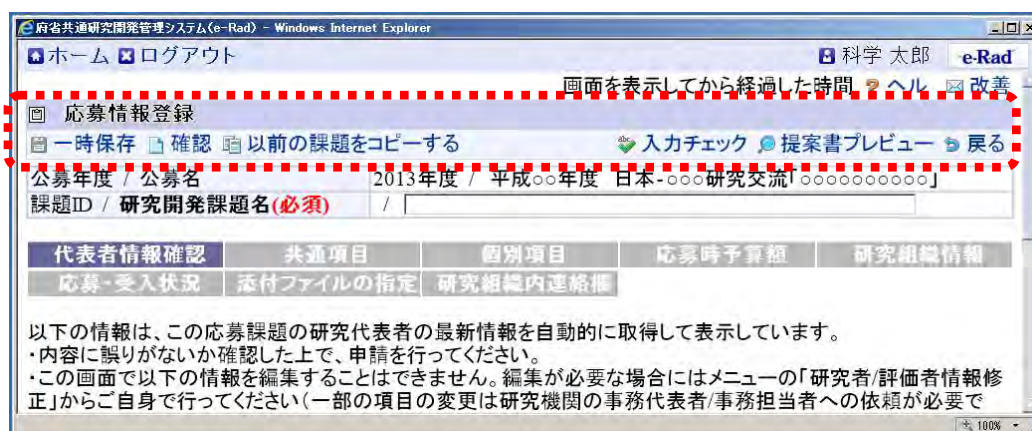 府省共通研究開発管理システム(e-Rad) - Windows Internet Explorer
ホーム ログアウト 科学 太郎 e-Rad
画面を表示してから経過した時間 ヘル 改善
応募情報登録
一時保存 確認 以前の課題をコピーする 入力チェック 提案書プレビュー 戻る
公募年度 / 公募名 2013年度 / 平成○○年度 日本-○○○研究交流「○○○○○○○○○○」
課題ID / 研究開発課題名(必須) /
代表者情報確認 共通項目 個別項目 応募時予算額 研究組織情報
応募・受入状況 添付ファイルの指定 研究組織内連絡欄
以下の情報は、この応募課題の研究代表者の最新情報を自動的に取得して表示しています。
・内容に誤りがないか確認した上で、申請を行ってください。
・この画面で以下の情報を編集することはできません。編集が必要な場合にはメニューの「研究者/評価者情報修
正」からご自身で行ってください(一部の項目の変更は研究機関の事務代表者/事務担当者への依頼が必要で
100%